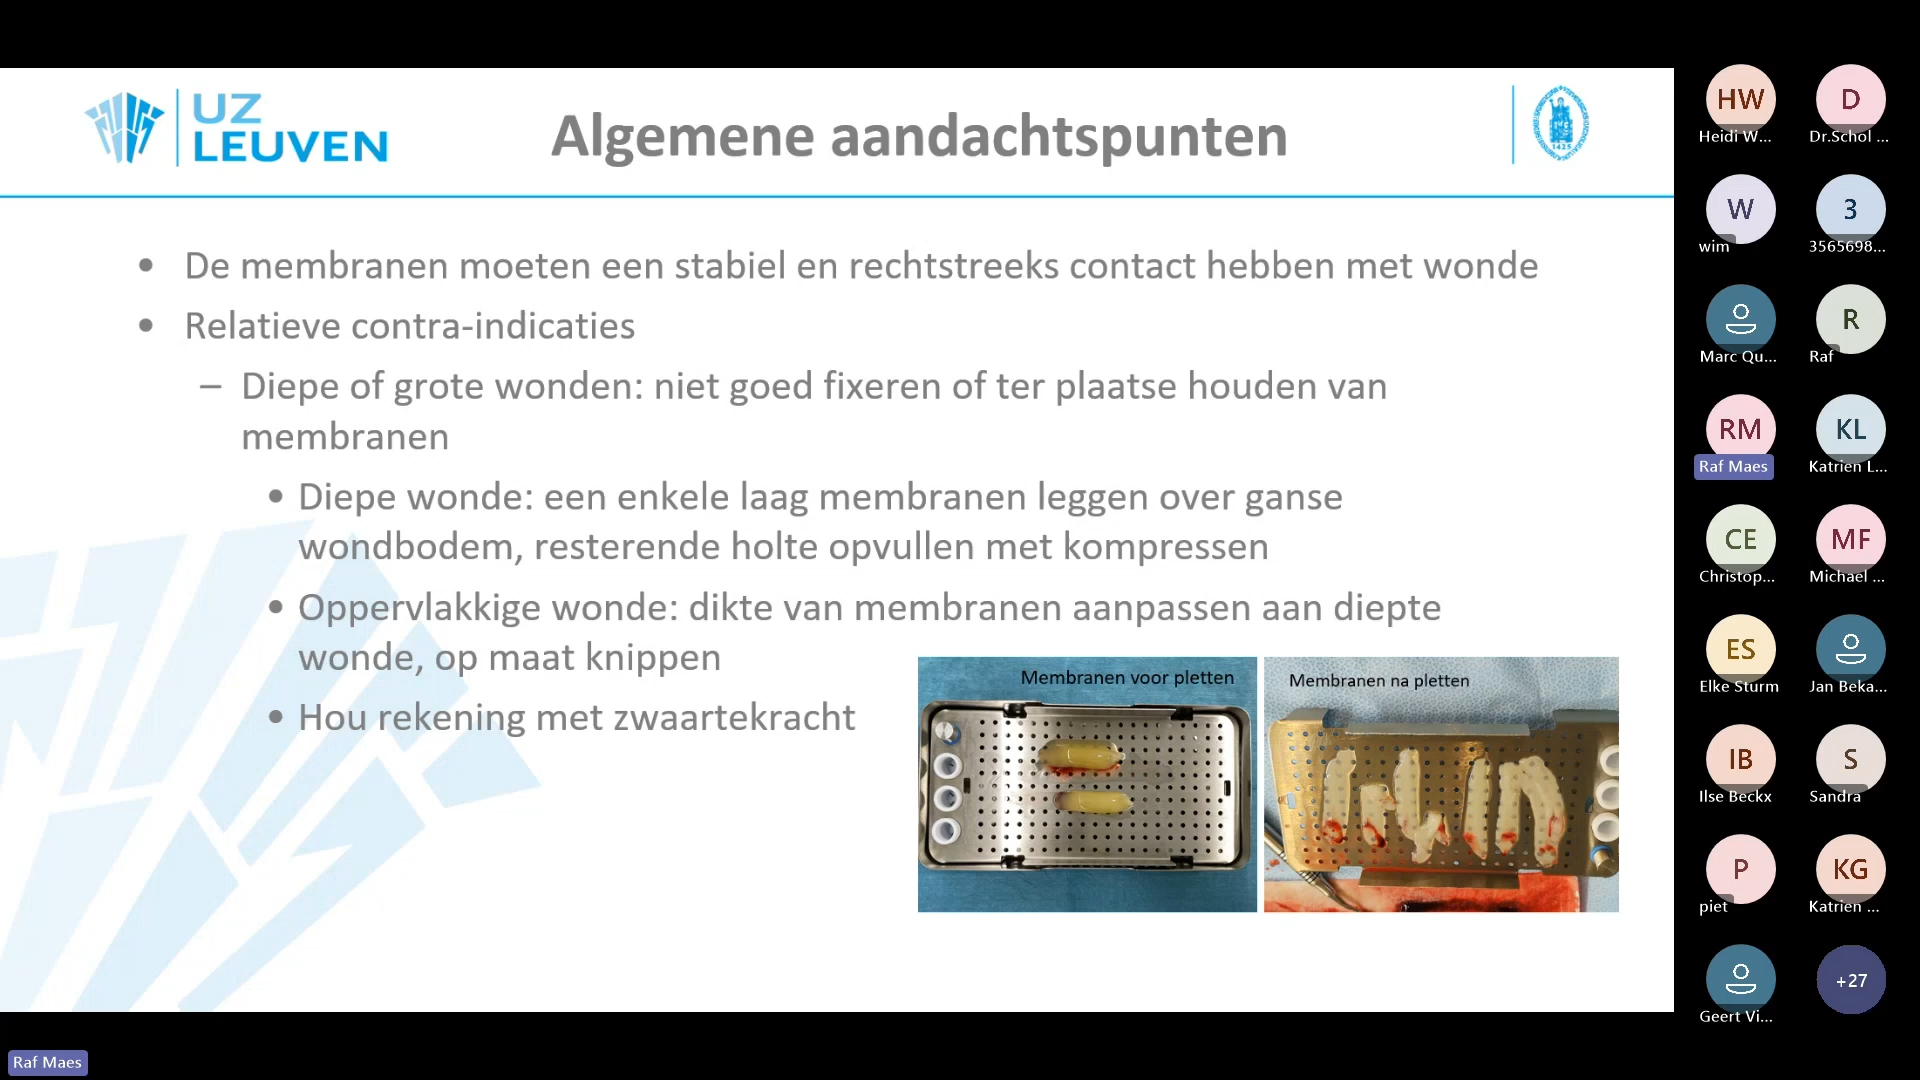 UZ
LEUVEN
Algemene aandachtspunten
1425
• De membranen moeten een stabiel en rechtstreeks contact hebben met wonde
• Relatieve contra-indicaties
– Diepe of grote wonden: niet goed fixeren of ter plaatse houden van
membranen
• Diepe wonde: een enkele laag membranen leggen over ganse
wondbodem, resterende holte opvullen met kompressen
• Oppervlakkige wonde: dikte van membranen aanpassen aan diepte
wonde, op maat knippen
• Hou rekening met zwaartekracht
Membranen voor pletten
Membranen na pletten
HW
Heidi W...
D
Dr.Schol ...
W
wim
3
3565698...
Marc Qu...
R
Raf
RM
Raf Maes
KL
Katrien L...
CE
Christop...
MF
Michael ...
ES
Elke Sturm
Jan Beka...
IB
Ilse Beckx
S
Sandra
P
piet
KG
Katrien ...
Geert Vi...
+27
Raf Maes